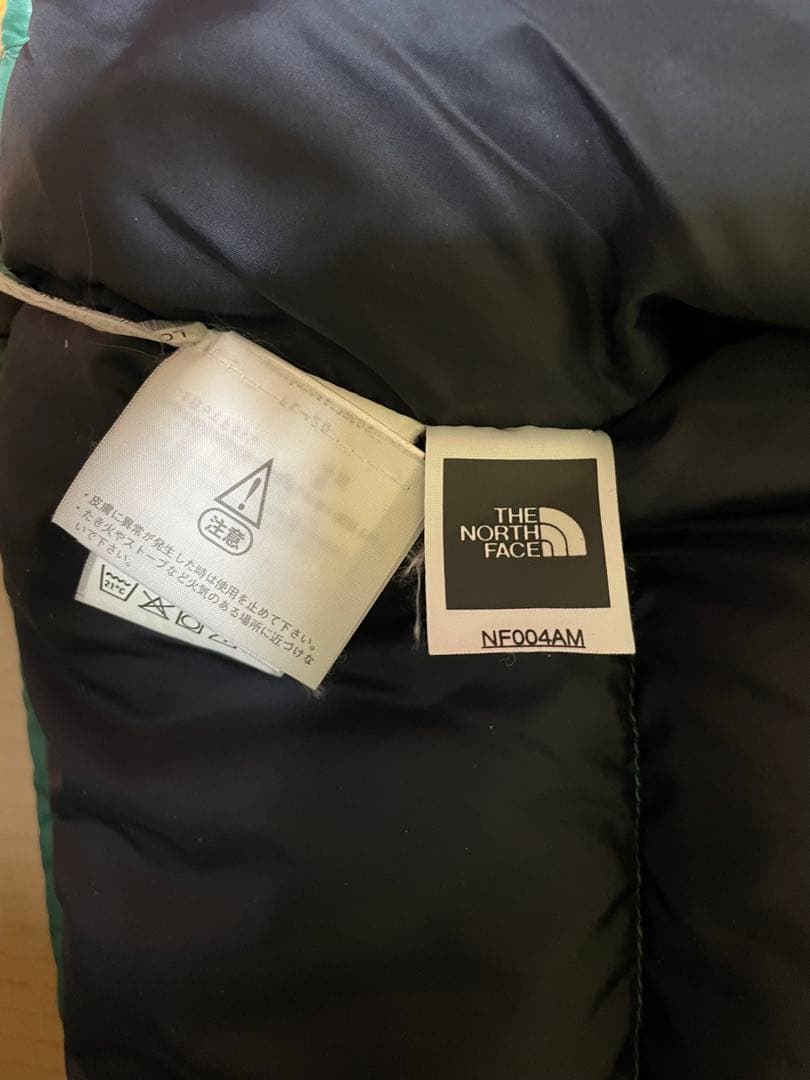 注意
・皮膚に異常が発生した時は使用を止めて下さい。
・たき火やストーブなど火気のある場所に近づけな
いで下さい。
21°C
THE
NORTH
FACE
NF004AM